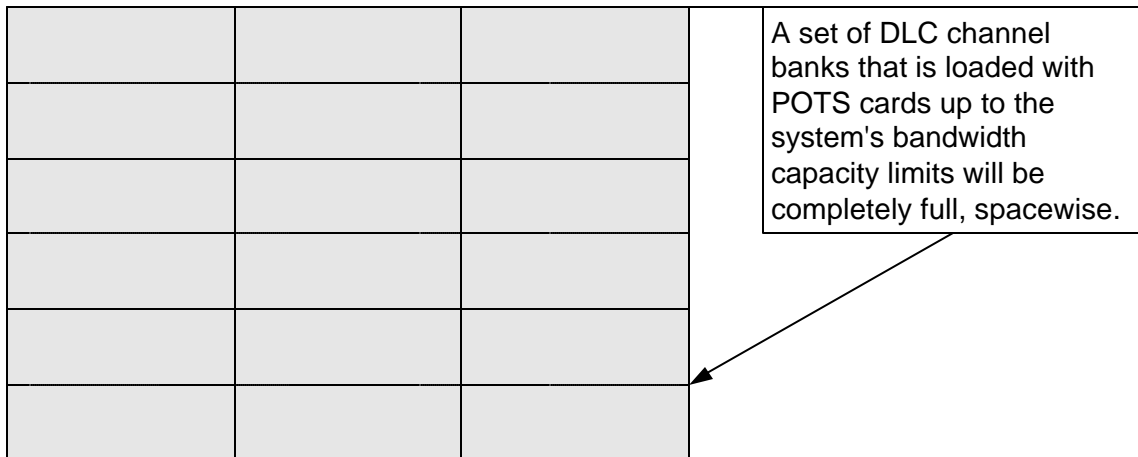 A set of DLC channel
banks that is loaded with
POTS cards up to the
system's bandwidth
capacity limits will be
completely full, spacewise.